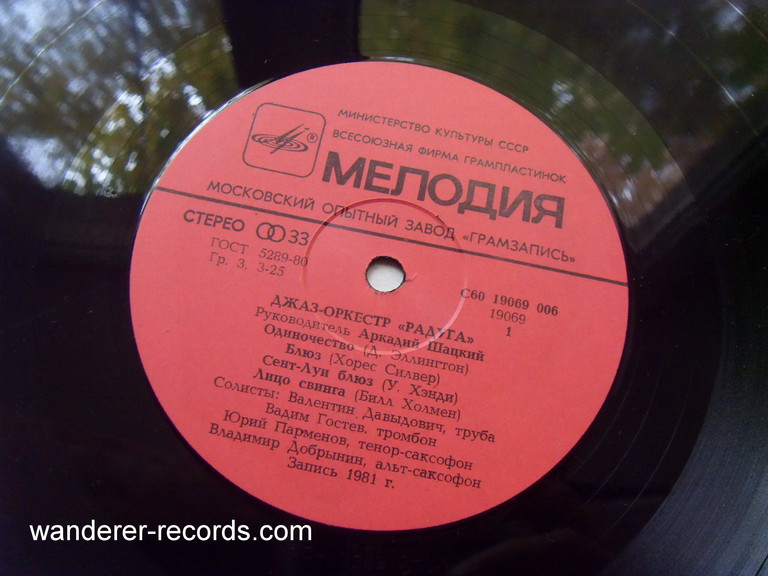 МИНИСТЕРСТВО КУЛЬТУРЫ СССР
ВСЕСОЮЗНАЯ ФИРМА ГРАМПЛАСТИНОК
®
МЕЛОДИЯ
МОСКОВСКИЙ ОПЫТНЫЙ ЗАВОД «ГРАМЗАПИСЬ»
СТЕРЕО 33
ГОСТ 5289-80
Гр. 3. 3-25
С60 19069 006
19069
1
ДЖАЗ-ОРКЕСТР «РАДУГА»
Руководитель Аркадий Шацкий
Одиночество (Д. Эллингтон)
Блюз (Хорес Силвер)
Сент-Луи блюз (У. Хэнди)
Лицо свинга (Билл Холмен)
Солисты: Валентин Давыдович, труба
Вадим Гостев, тромбон
Юрий Парменов, тенор-саксофон
Владимир Добрынин, альт-саксофон
Запись 1981 г.
wanderer-records.com